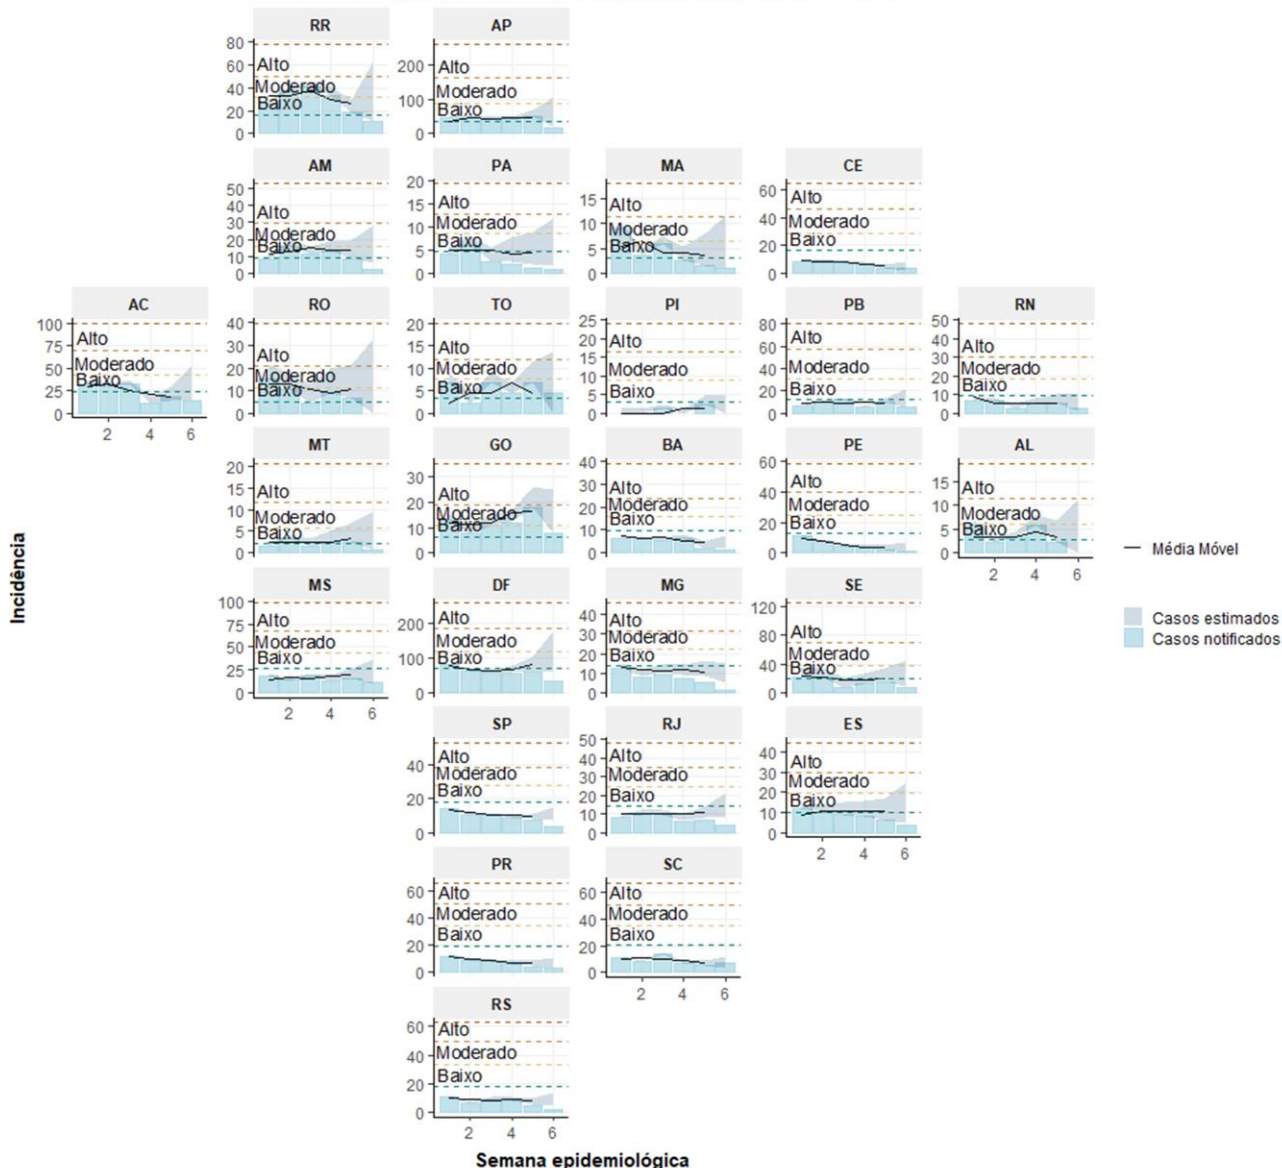 RR
AP
80
60
40
20
0
Alto
Moderado
Baixo
200
100
0
Alto
Moderado
Baixo
AM
PA
MA
CE
50
40
30
20
10
0
Alto
Moderado
Baixo
20
15
10
5
0
Alto
Moderado
Baixo
15
10
5
0
Alto
Moderado
Baixo
60
40
20
0
Alto
Moderado
Baixo
AC
RO
TO
PI
PB
RN
100
75
50
25
0
Alto
Moderado
Baixo
2 4 6
40
30
20
10
0
Alto
Moderado
Baixo
20
15
10
5
0
Alto
Moderado
Baixo
25
20
15
10
5
0
Alto
Moderado
Baixo
80
60
40
20
0
Alto
Moderado
Baixo
50
40
30
20
10
0
Alto
Moderado
Baixo
MT
GO
BA
PE
AL
20
15
10
5
0
Alto
Moderado
Baixo
30
20
10
0
Alto
Moderado
Baixo
40
30
20
10
0
Alto
Moderado
Baixo
60
40
20
0
Alto
Moderado
Baixo
15
10
5
0
Alto
Moderado
Baixo
2 4 6
MS
DF
MG
SE
100
75
50
25
0
Alto
Moderado
Baixo
2 4 6
200
100
0
Alto
Moderado
Baixo
40
30
20
10
0
Alto
Moderado
Baixo
120
80
40
0
Alto
Moderado
Baixo
SP
RJ
ES
40
20
0
Alto
Moderado
Baixo
50
40
30
20
10
0
Alto
Moderado
Baixo
40
30
20
10
0
Alto
Moderado
Baixo
2 4 6
PR
SC
60
40
20
0
Alto
Moderado
Baixo
60
40
20
0
Alto
Moderado
Baixo
2 4 6
RS
60
40
20
0
Alto
Moderado
Baixo
2 4 6
Incidência
Semana epidemiológica
Média Móvel
Casos estimados
Casos notificados